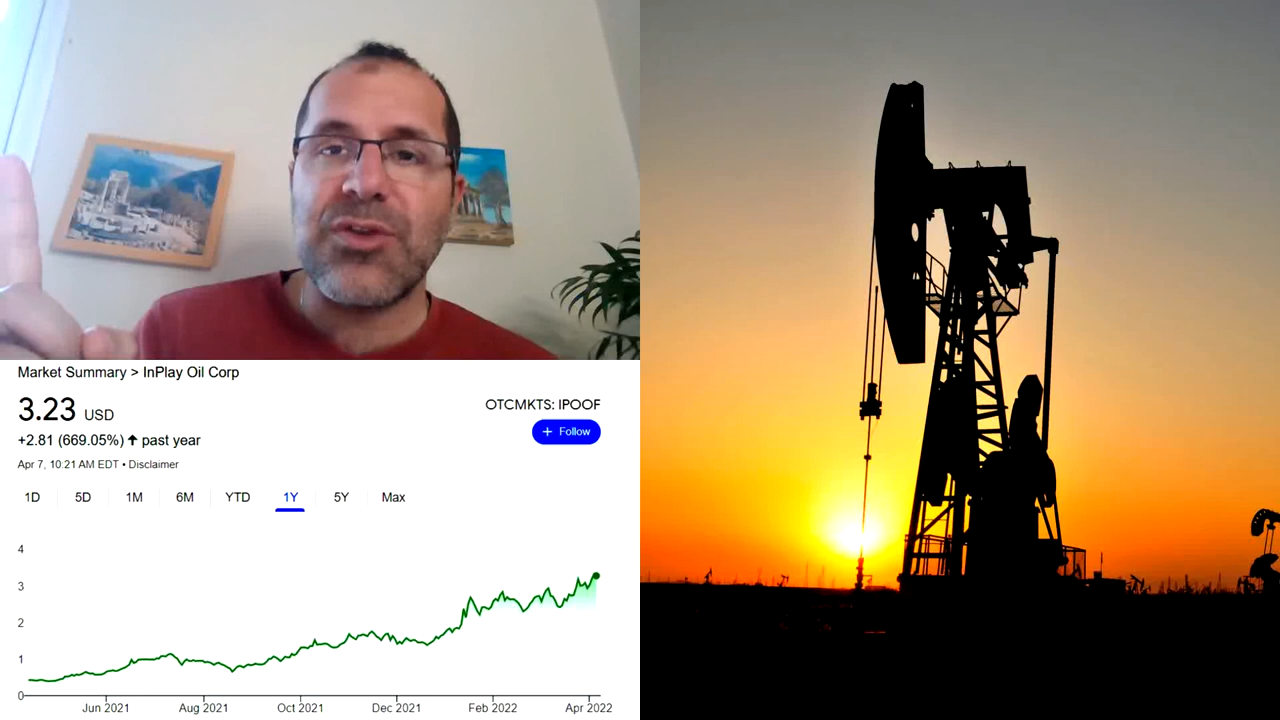 Market Summary > InPlay Oil Corp
3.23 USD
OTCMKTS: IPOOF
+ Follow
+2.81 (669.05%) ↑ past year
Apr 7, 10:21 AM EDT • Disclaimer
1D 5D 1M 6M YTD 1Y 5Y Max
4
3
2
1
0
Jun 2021 Aug 2021 Oct 2021 Dec 2021 Feb 2022 Apr 2022